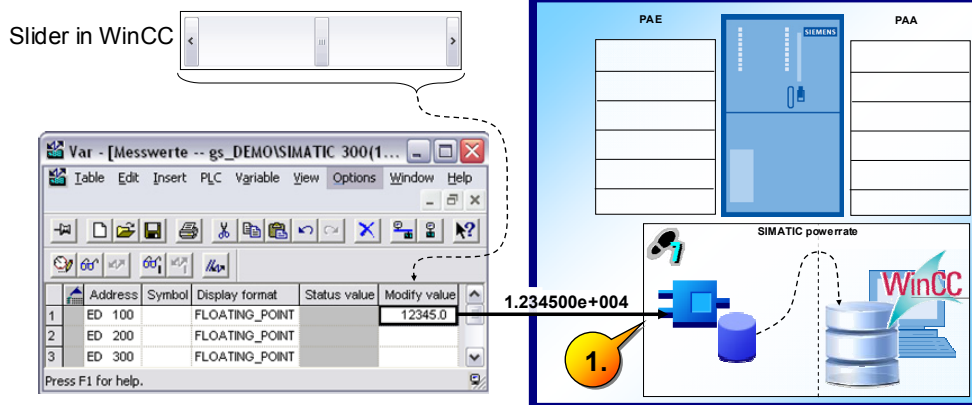 Slider in WinCC
Var - [Messwerte -- gs_DEMO\SIMATIC 300(1...
Table Edit Insert PLC Variable View Options Window Help
Address Symbol Display format Status value Modify value
1 ED 100 FLOATING_POINT 12345.0
2 ED 200 FLOATING_POINT
3 ED 300 FLOATING_POINT
Press F1 for help.
1.234500e+004
1.
PAE
SIEMENS
PAA
SIMATIC powerrate
7
WinCC